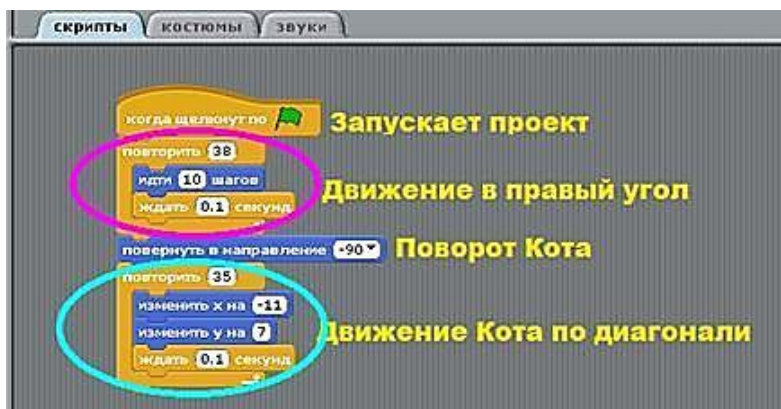 скрипты костюмы звуки
когда щелкнут по Запускает проект
повторить 38
идти 10 шагов
Движение в правый угол
ждать 0.1 секунд
повернуть в направление -90 Поворот Кота
повторить 35
изменить х на -11
изменить у на 7 Движение Кота по диагонали
ждать 0.1 секунд